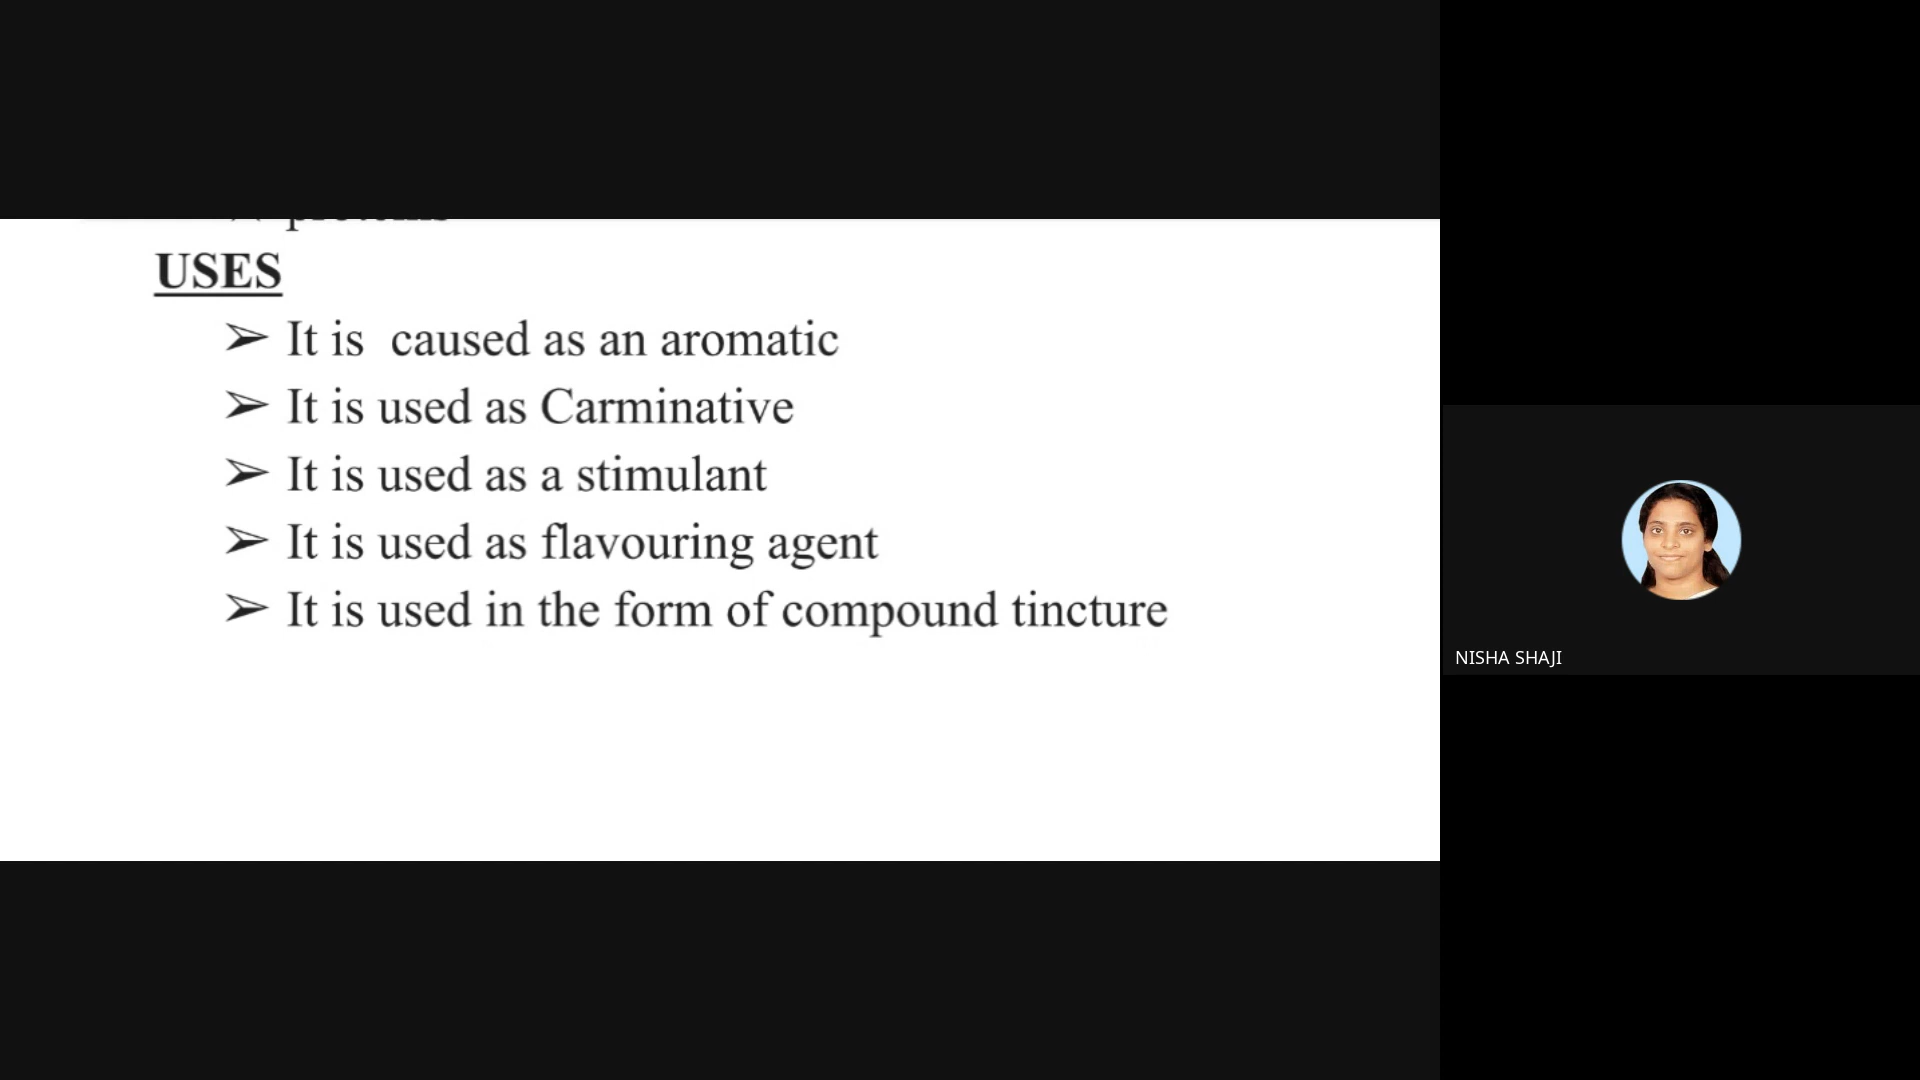 USES
➢ It is  caused as an aromatic
➢ It is used as Carminative
➢ It is used as a stimulant
➢ It is used as flavouring agent
➢ It is used in the form of compound tincture
NISHA SHAJI